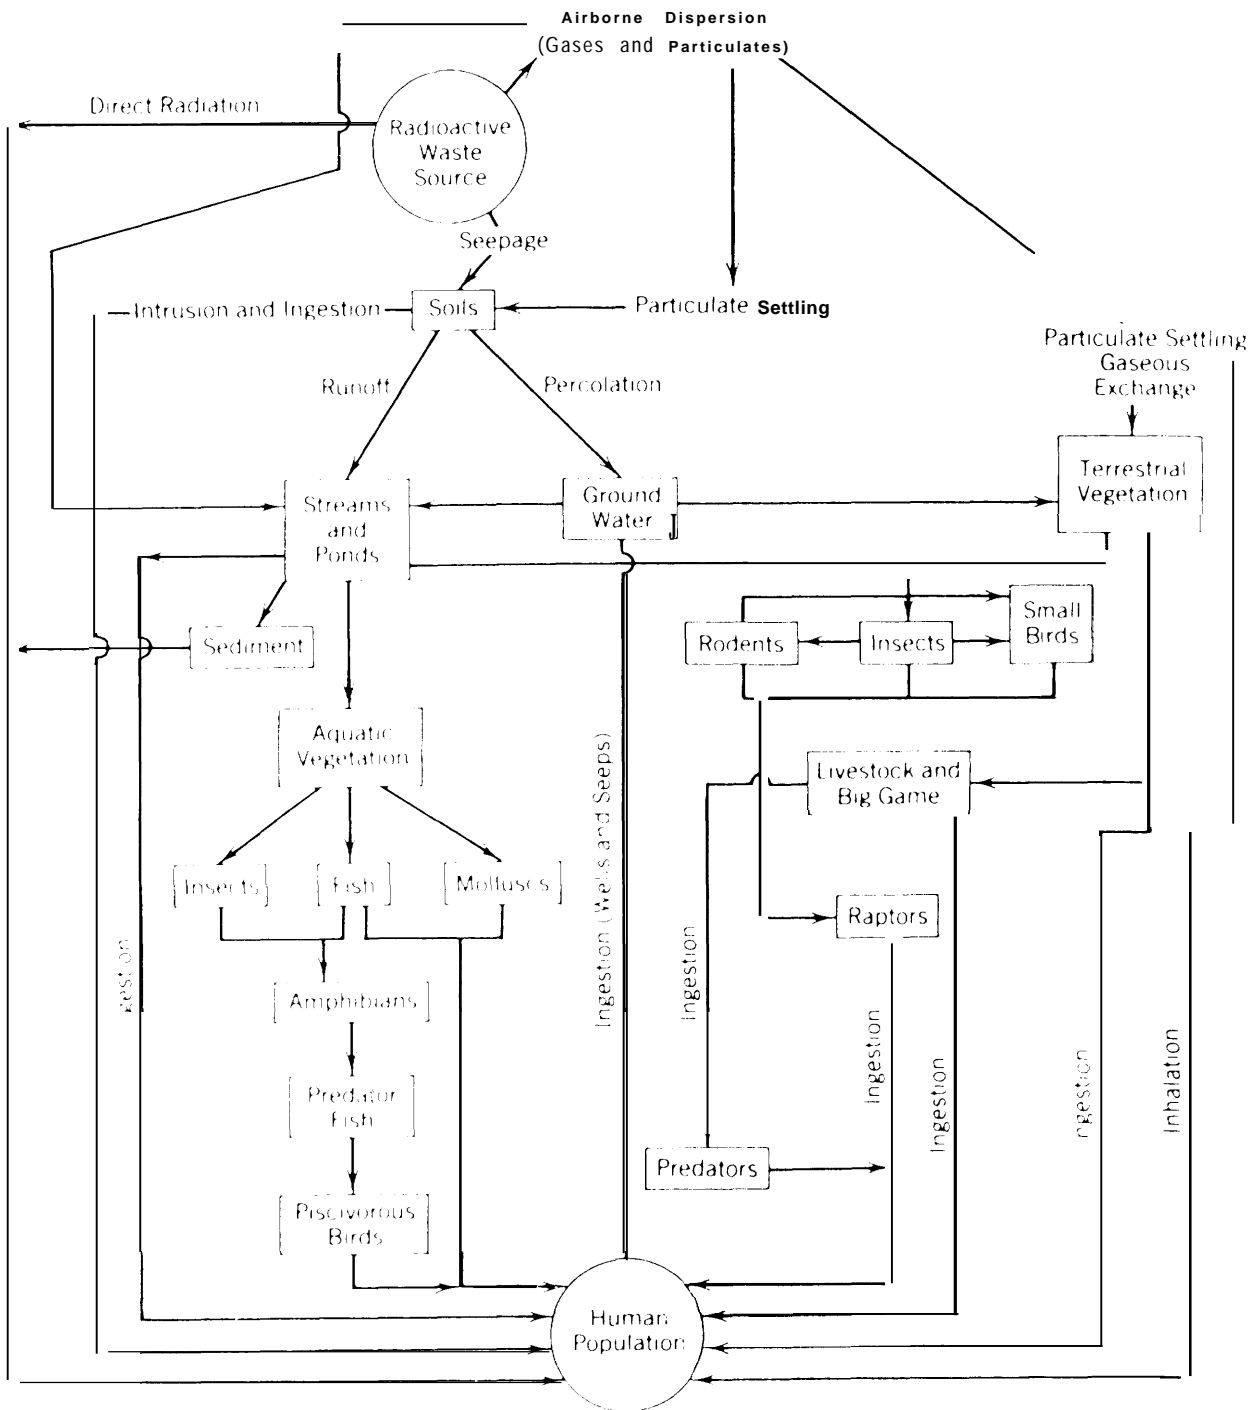 Airborne Dispersion
(Gases and Particulates)
Direct Radiation
Radioactive
Waste
Source
Seepage
Intrusion and Ingestion
Soils
Particulate Settling
Particulate Settling
Gaseous
Exchange
Runoff
Percolation
Streams
and
Ponds
Ground
Water
Terrestrial
Vegetation
Sediment
Rodents
Insects
Small
Birds
Aquatic
Vegetation
Livestock and
Big Game
Insects
Fish
Molluscs
Raptors
gestion
Ingestion (Wells and Seeps)
Ingestion
Ingestion
Ingestion
ngestion
Inhalation
Amphibians
Predator
Fish
Predators
Piscivorous
Birds
Human
Population